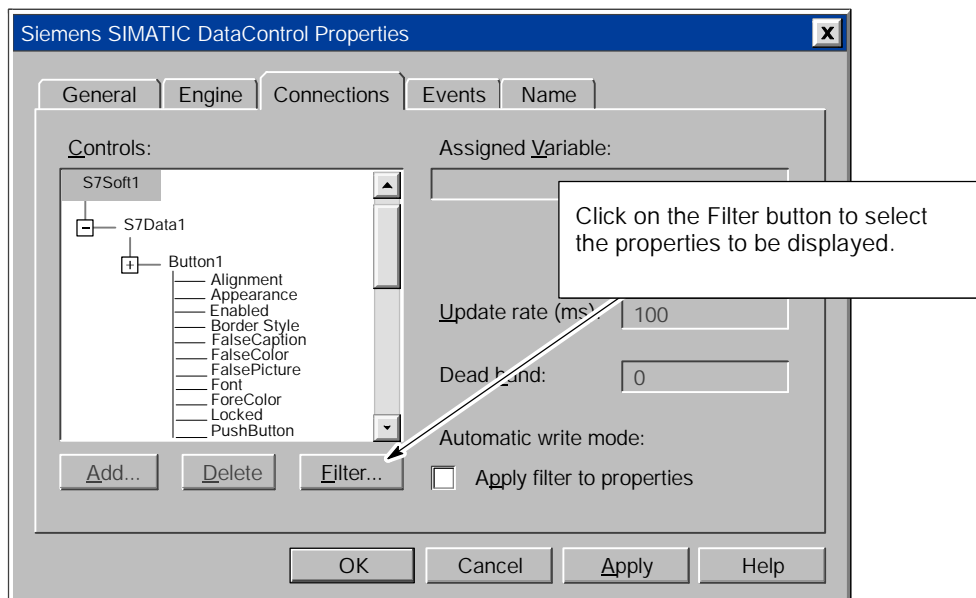 Siemens SIMATIC DataControl Properties
X
General Engine Connections Events Name
Controls:
S7Soft1
S7Data1
Button1
Alignment
Appearance
Enabled
Border Style
FalseCaption
FalseColor
FalsePicture
Font
ForeColor
Locked
PushButton
Add... Delete Filter...
Assigned Variable:
Click on the Filter button to select
the properties to be displayed.
Update rate (ms): 100
Dead band: 0
Automatic write mode:
Apply filter to properties
OK Cancel Apply Help